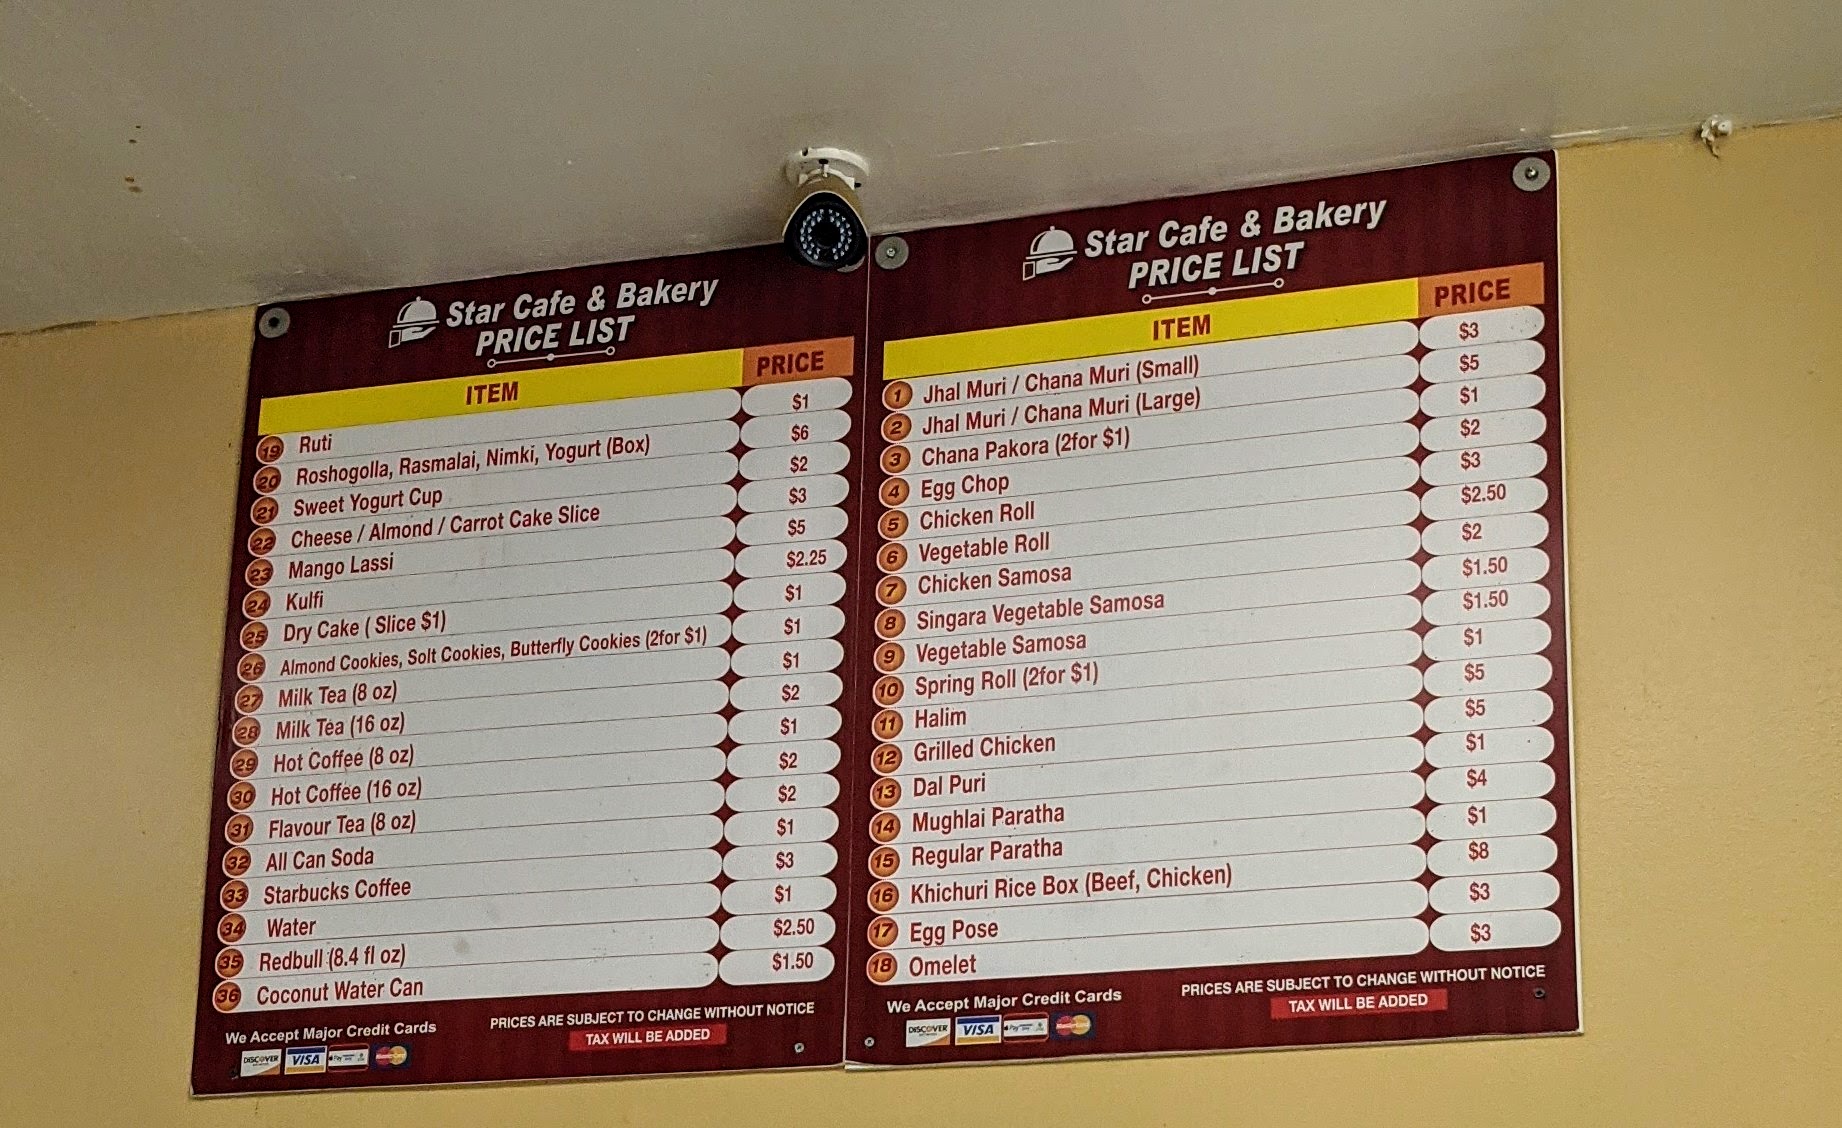 Star Cafe & Bakery
PRICE LIST
ITEM PRICE
19 Ruti $1
20 Roshogolla, Rasmalai, Nimki, Yogurt (Box) $6
21 Sweet Yogurt Cup $2
22 Cheese / Almond / Carrot Cake Slice $3
23 Mango Lassi $5
24 Kulfi $2.25
25 Dry Cake ( Slice $1) $1
26 Almond Cookies, Solt Cookies, Butterfly Cookies (2for $1) $1
27 Milk Tea (8 oz) $1
28 Milk Tea (16 oz) $2
29 Hot Coffee (8 oz) $1
30 Hot Coffee (16 oz) $2
31 Flavour Tea (8 oz) $2
32 All Can Soda $1
33 Starbucks Coffee $3
34 Water $1
35 Redbull (8.4 fl oz) $2.50
36 Coconut Water Can $1.50
We Accept Major Credit Cards
PRICES ARE SUBJECT TO CHANGE WITHOUT NOTICE
TAX WILL BE ADDED
DISCOVER VISA Pay MasterCard
Star Cafe & Bakery
PRICE LIST
ITEM PRICE
1 Jhal Muri / Chana Muri (Small) $3
2 Jhal Muri / Chana Muri (Large) $5
3 Chana Pakora (2for $1) $1
4 Egg Chop $2
5 Chicken Roll $3
6 Vegetable Roll $2.50
7 Chicken Samosa $2
8 Singara Vegetable Samosa $1.50
9 Vegetable Samosa $1.50
10 Spring Roll (2for $1) $1
11 Halim $5
12 Grilled Chicken $5
13 Dal Puri $1
14 Mughlai Paratha $4
15 Regular Paratha $1
16 Khichuri Rice Box (Beef, Chicken) $8
17 Egg Pose $3
18 Omelet $3
We Accept Major Credit Cards
PRICES ARE SUBJECT TO CHANGE WITHOUT NOTICE
TAX WILL BE ADDED
DISCOVER VISA Pay MasterCard